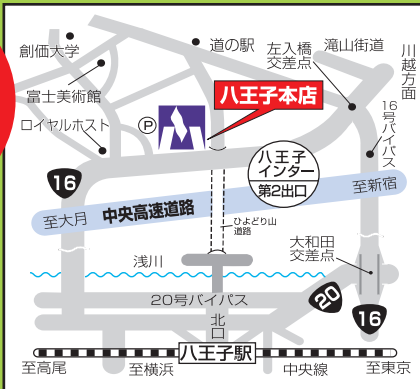 創価大学
道の駅
左入橋
交差点
滝山街道
川越方面
富士美術館
ロイヤルホスト
P
八王子本店
16号バイパス
16
八王子
インター
第2出口
至新宿
至大月
中央高速道路
ひよどり山
道路
浅川
大和田
交差点
20号バイパス
20
16
北口
八王子駅
至高尾
至横浜
中央線
至東京